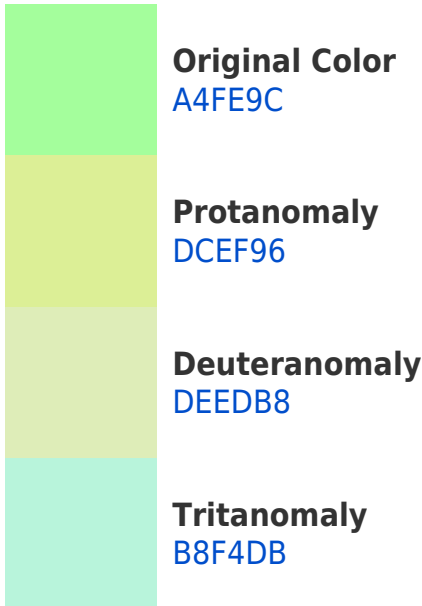 Original Color
A4FE9C
Protanomaly
DCEF96
Deuteranomaly
DEEDB8
Tritanomaly
B8F4DB